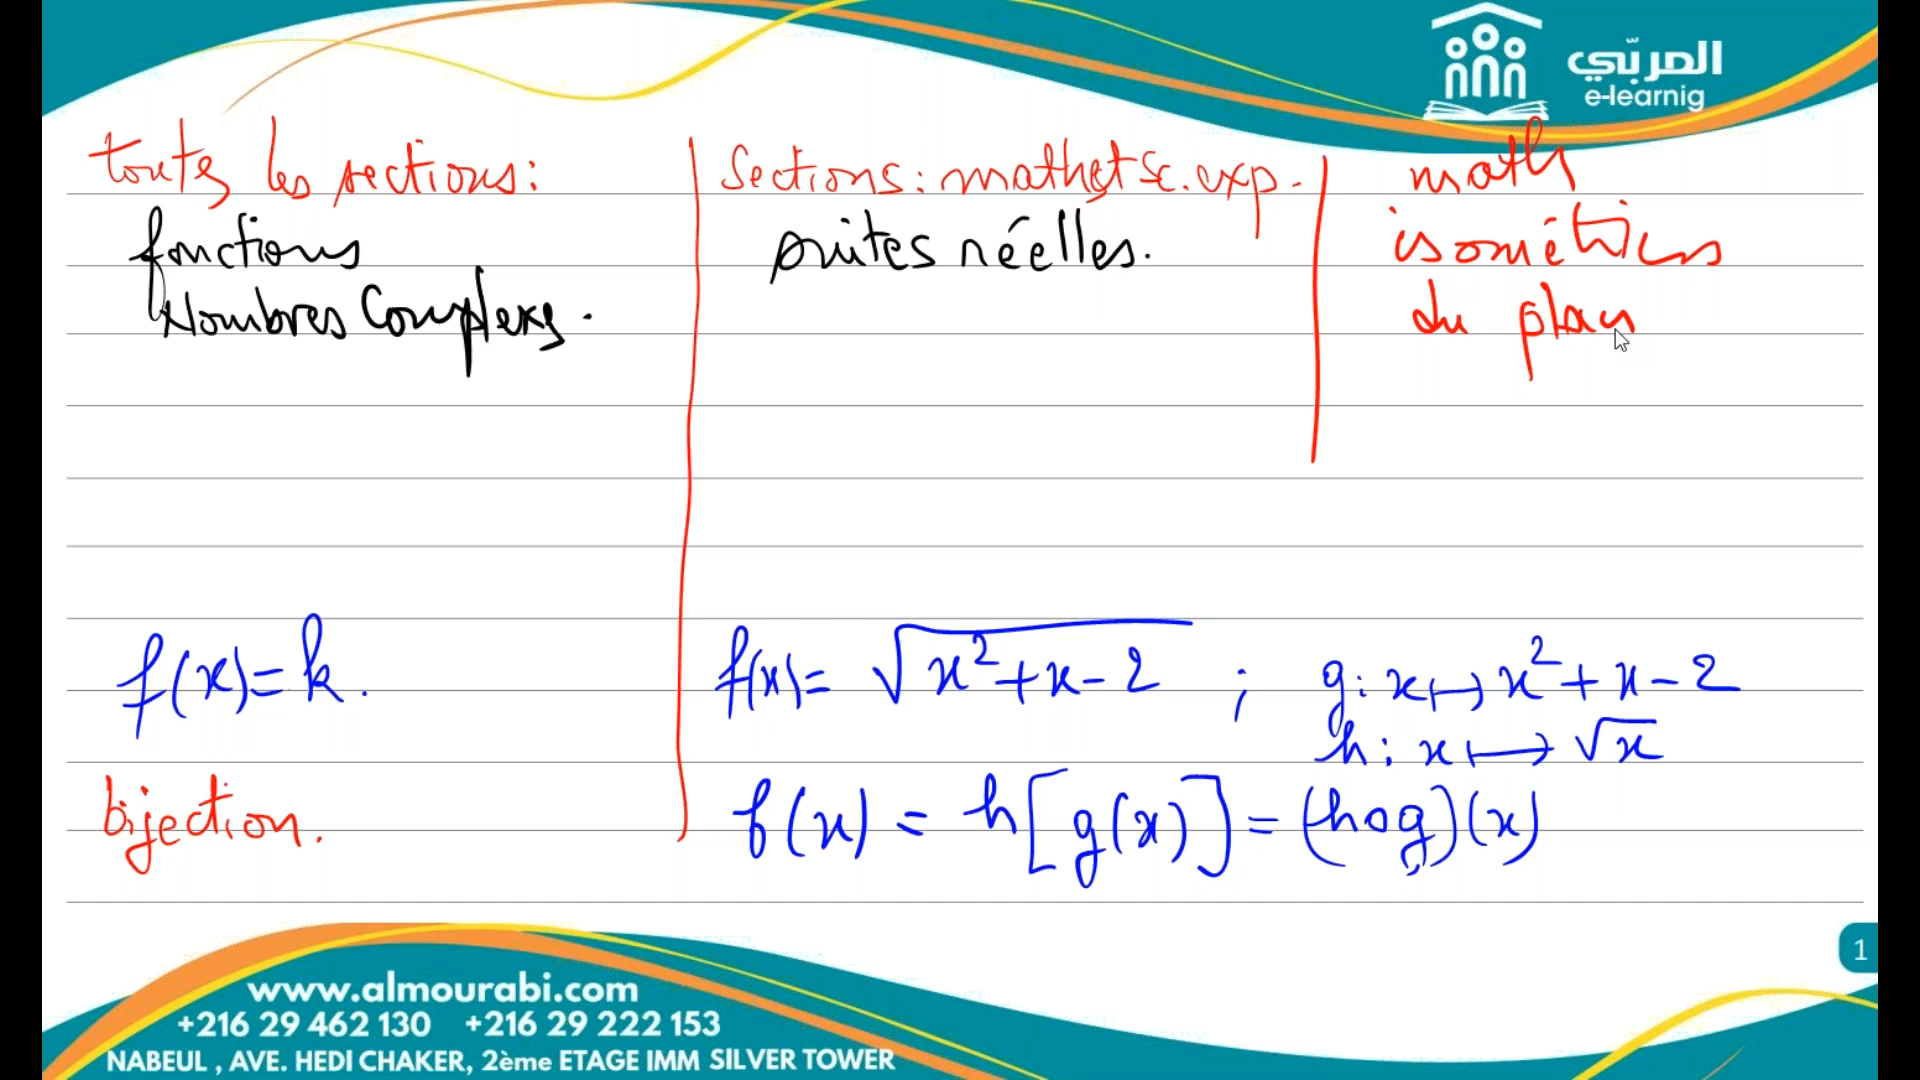 المربّي
e-learnig
toutes les sections:
fonctions
Nombres Complexes.
Sections: math et sc. exp.
suites réelles.
math
isométries
du plan
f(x)=k.
bijection.
f(x)= √x²+x-2 ; g: x↦x²+x-2
h: x⟼√x
f(x) = h[g(x)] = (hog)(x)
1
www.almourabi.com
+216 29 462 130 +216 29 222 153
NABEUL , AVE. HEDI CHAKER, 2ème ETAGE IMM SILVER TOWER